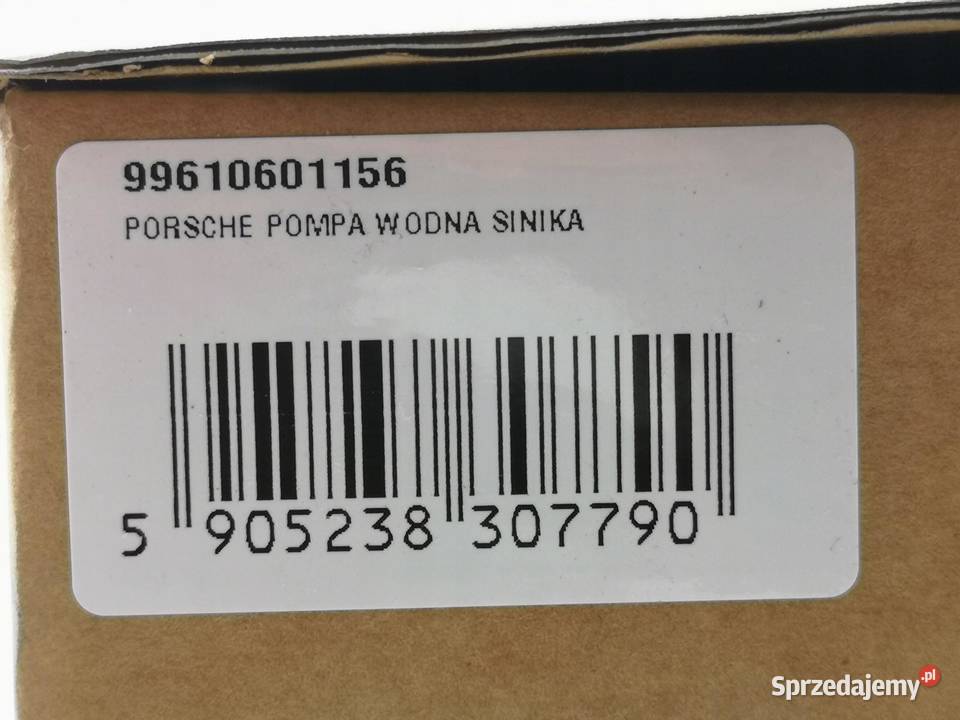 99610601156
PORSCHE POMPA WODNA SINIKA
5 905238 307790
Sprzedajemy.pl